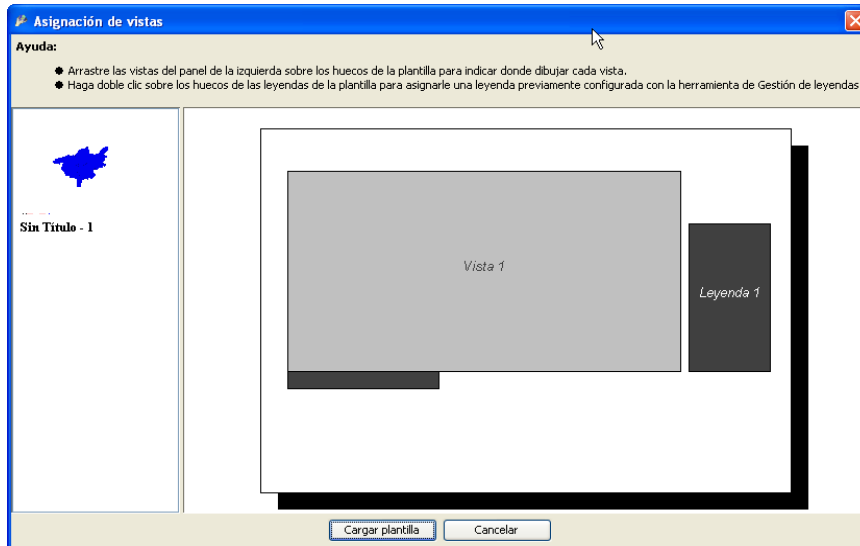 Asignación de vistas
Ayuda:
● Arrastre las vistas del panel de la izquierda sobre los huecos de la plantilla para indicar donde dibujar cada vista.
● Haga doble clic sobre los huecos de las leyendas de la plantilla para asignarle una leyenda previamente configurada con la herramienta de Gestión de leyendas
Sin Título - 1
Vista 1
Leyenda 1
Cargar plantilla
Cancelar